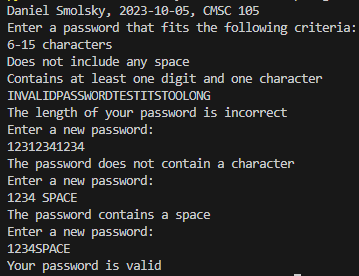 Daniel Smolsky, 2023-10-05, CMSC 105
Enter a password that fits the following criteria:
6-15 characters
Does not include any space
Contains at least one digit and one character
INVALIDPASSWORDTESTITSTOOLONG
The length of your password is incorrect
Enter a new password:
12312341234
The password does not contain a character
Enter a new password:
1234 SPACE
The password contains a space
Enter a new password:
1234SPACE
Your password is valid